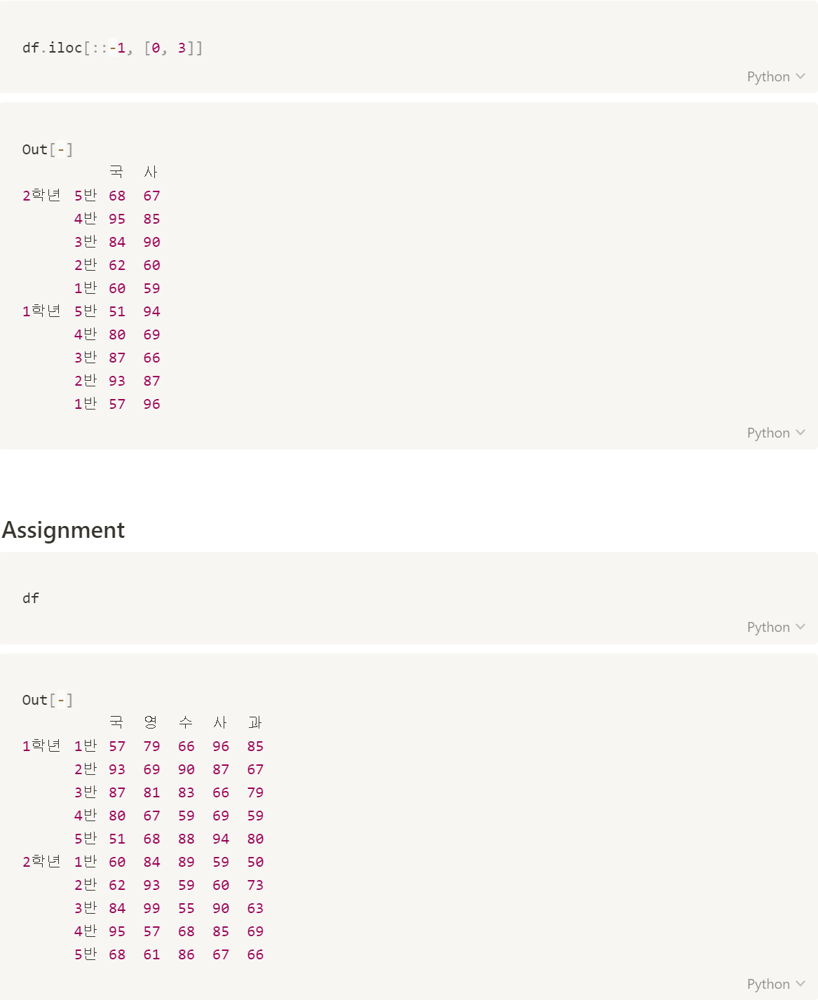 df.iloc[::-1, [0, 3]]
Python
Out[-]
국 사
2학년 5반 68 67
4반 95 85
3반 84 90
2반 62 60
1반 60 59
1학년 5반 51 94
4반 80 69
3반 87 66
2반 93 87
1반 57 96
Python
Assignment
df
Python
Out[-]
국 영 수 사 과
1학년 1반 57 79 66 96 85
2반 93 69 90 87 67
3반 87 81 83 66 79
4반 80 67 59 69 59
5반 51 68 88 94 80
2학년 1반 60 84 89 59 50
2반 62 93 59 60 73
3반 84 99 55 90 63
4반 95 57 68 85 69
5반 68 61 86 67 66
Python